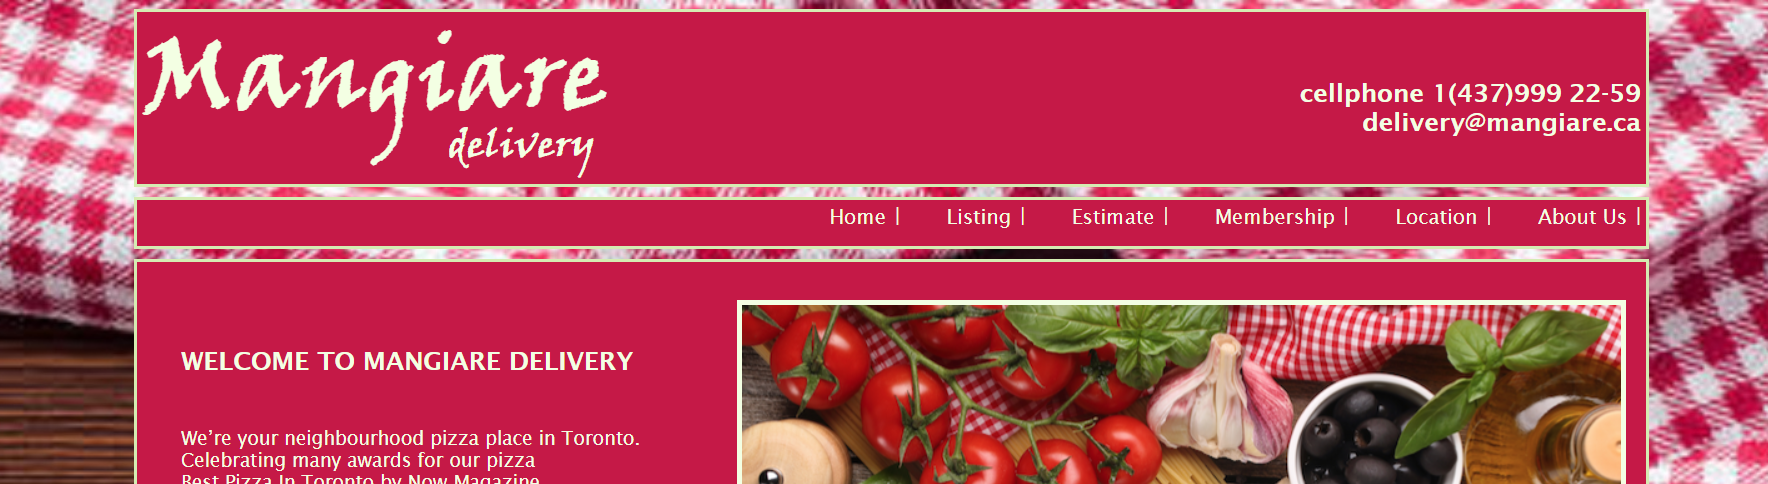 Mangiare
delivery
cellphone 1(437)999 22-59
delivery@mangiare.ca
Home | Listing | Estimate | Membership | Location | About Us |
WELCOME TO MANGIARE DELIVERY
We’re your neighbourhood pizza place in Toronto.
Celebrating many awards for our pizza
Best Pizza In Toronto by Now Magazine